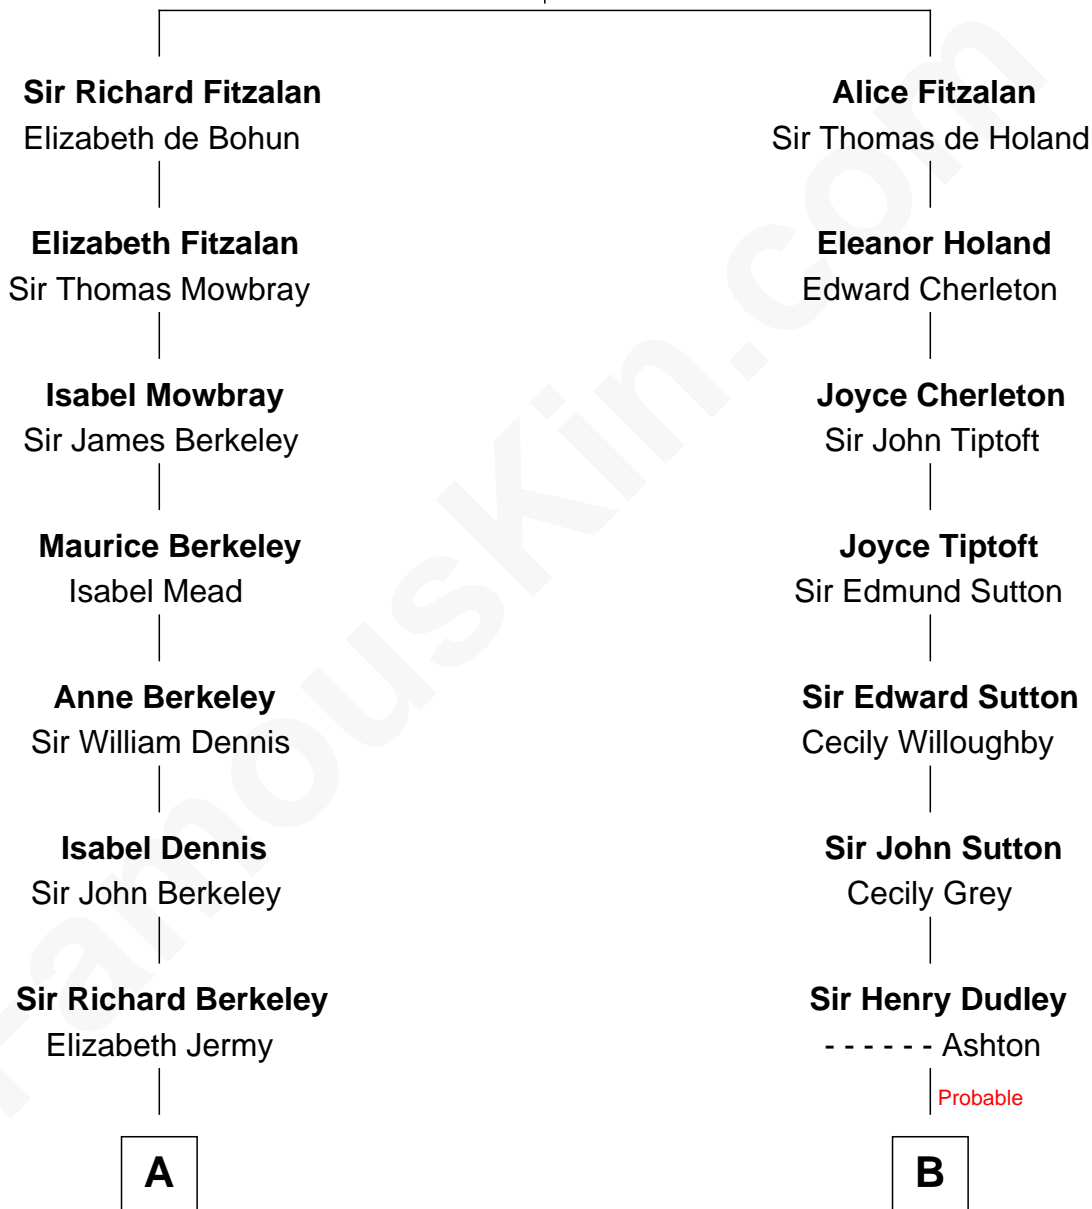 Sir Richard Fitzalan
Elizabeth de Bohun
Elizabeth Fitzalan
Sir Thomas Mowbray
Isabel Mowbray
Sir James Berkeley
Maurice Berkeley
Isabel Mead
Anne Berkeley
Sir William Dennis
Isabel Dennis
Sir John Berkeley
Sir Richard Berkeley
Elizabeth Jermy
A
Alice Fitzalan
Sir Thomas de Holand
Eleanor Holand
Edward Cherleton
Joyce Cherleton
Sir John Tiptoft
Joyce Tiptoft
Sir Edmund Sutton
Sir Edward Sutton
Cecily Willoughby
Sir John Sutton
Cecily Grey
Sir Henry Dudley
- - - - - - Ashton
Probable
B
FamousKin.com